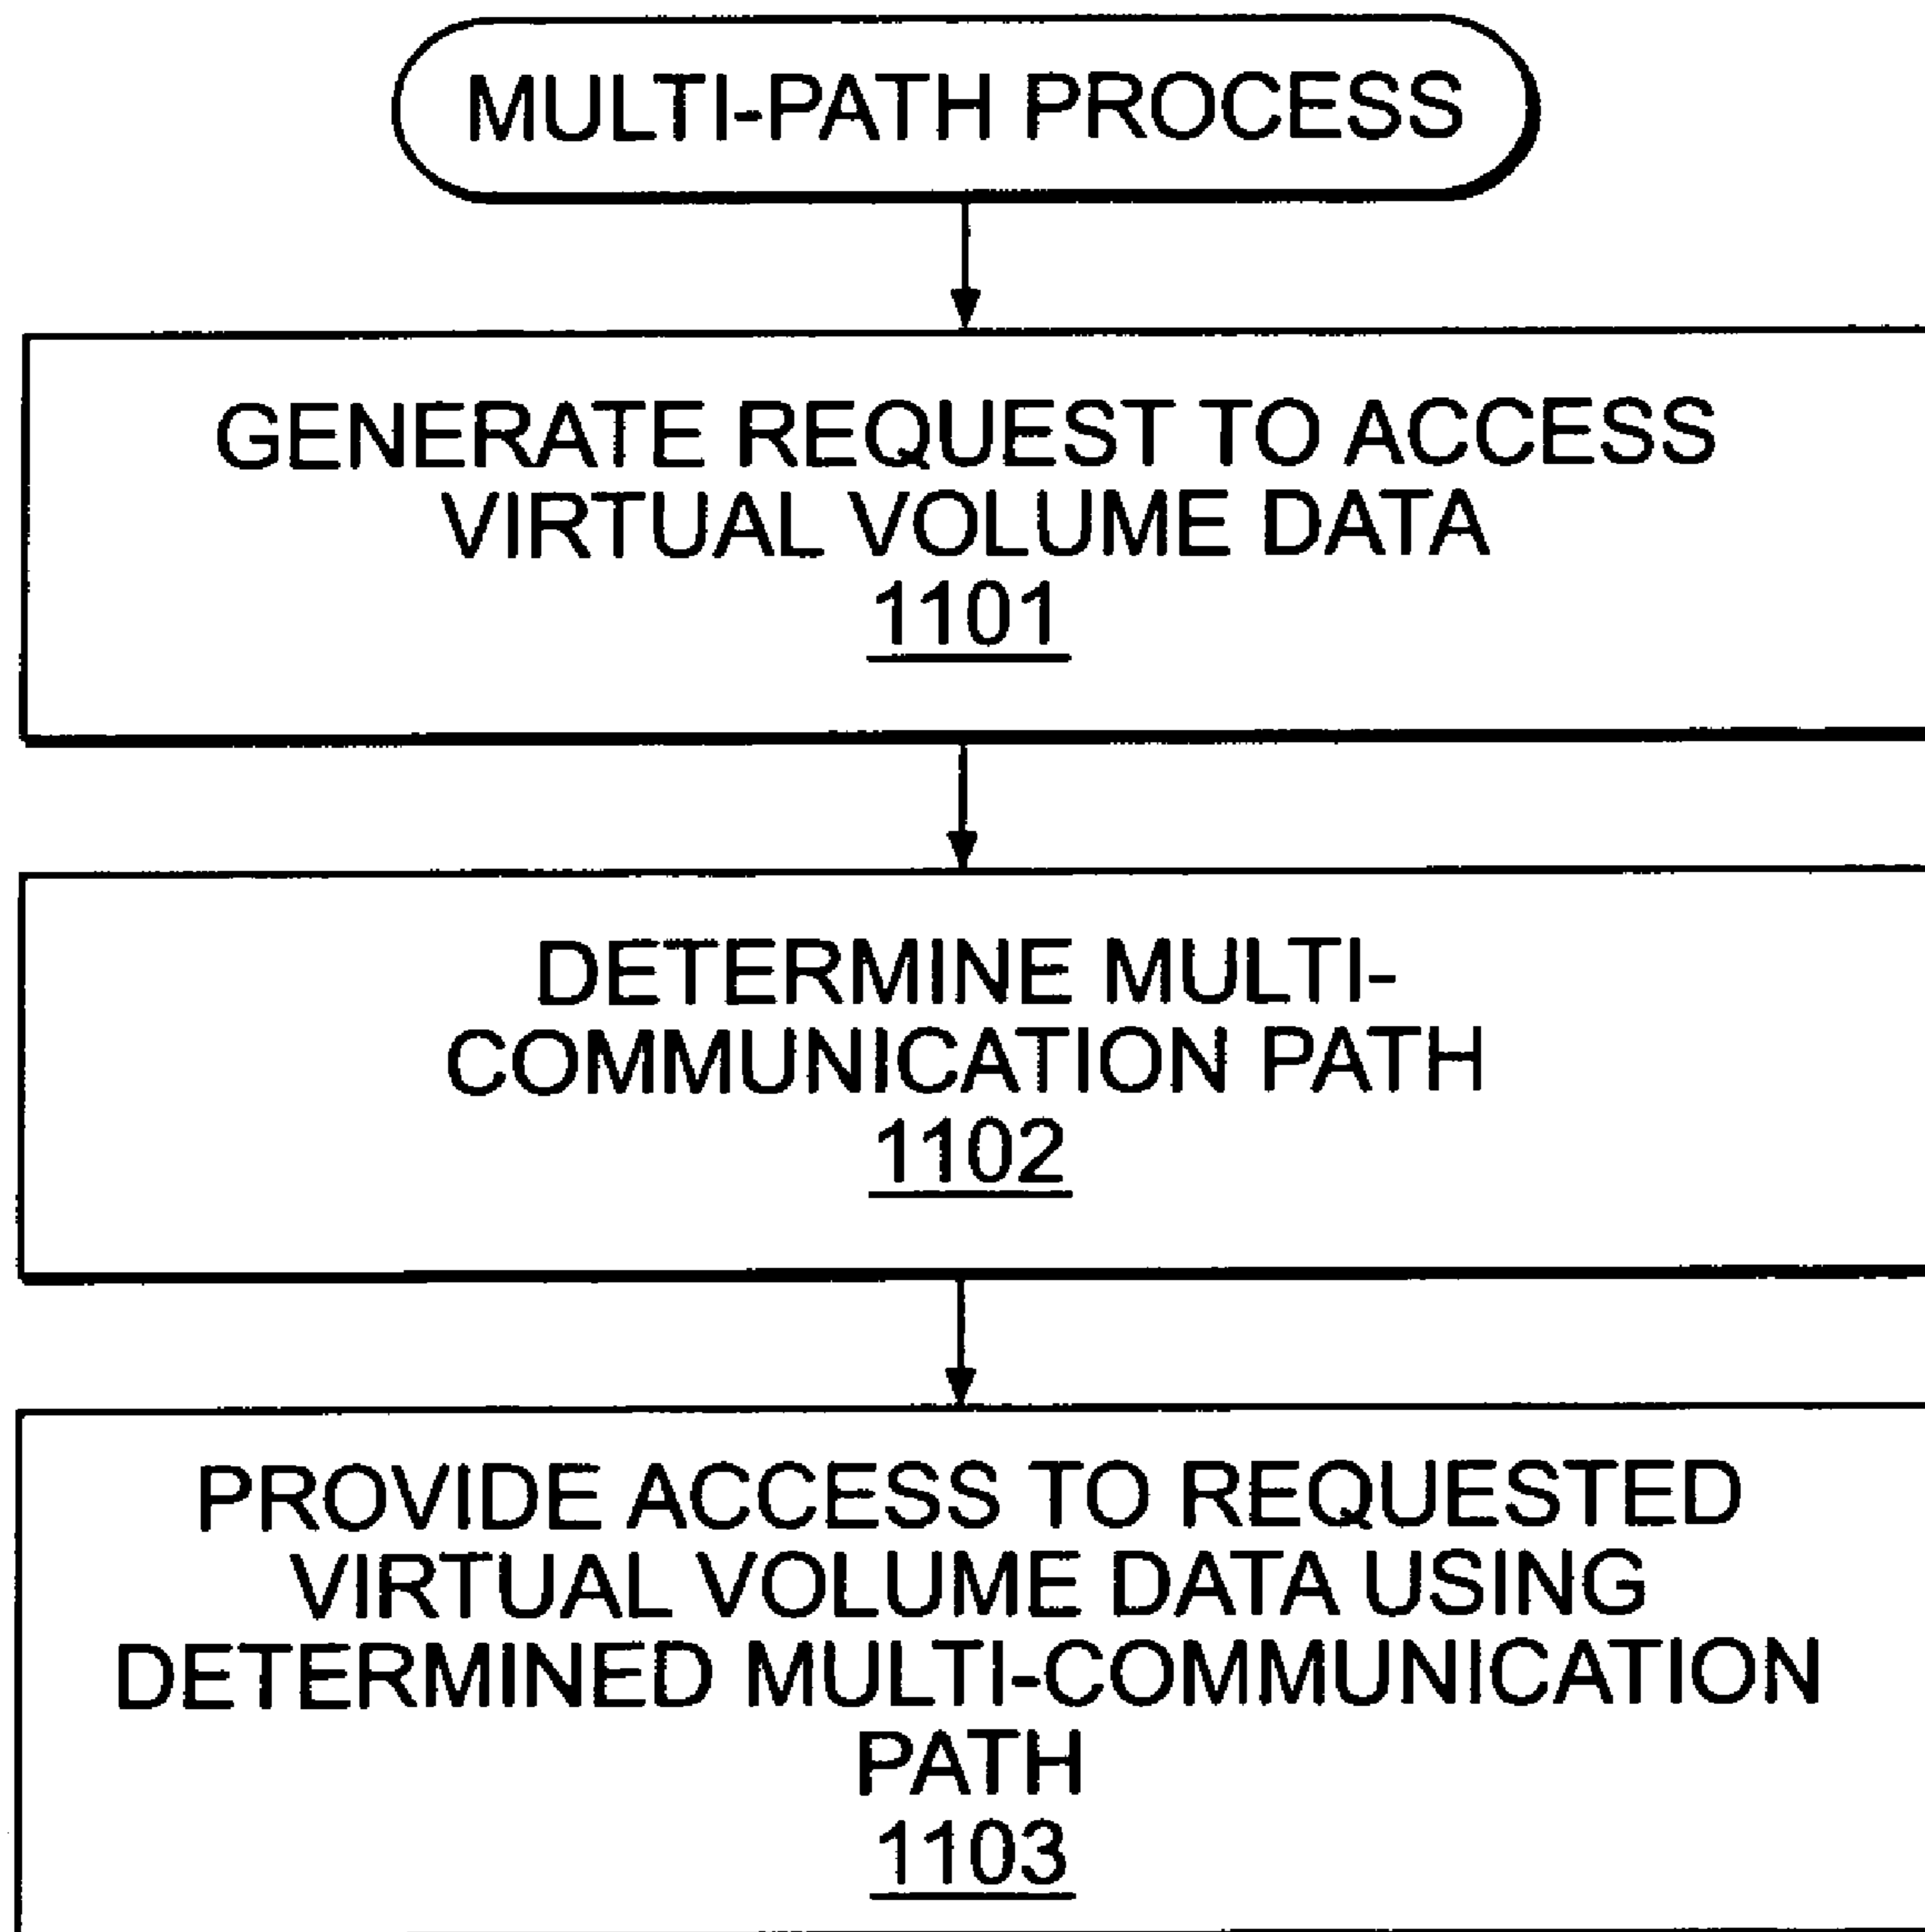 MULTI-PATH PROCESS
GENERATE REQUEST TO ACCESS
VIRTUAL VOLUME DATA
1101
DETERMINE MULTI-
COMMUNICATION PATH
1102
PROVIDE ACCESS TO REQUESTED
VIRTUAL VOLUME DATA USING
DETERMINED MULTI-COMMUNICATION
PATH
1103